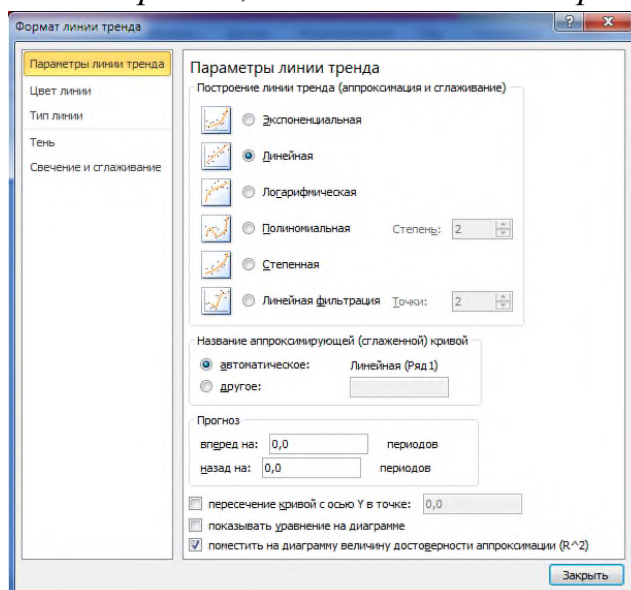 Формат линии тренда
Параметры линии тренда
Цвет линии
Тип линии
Тень
Свечение и сглаживание
Параметры линии тренда
Построение линии тренда (аппроксимация и сглаживание)
Экспоненциальная
Линейная
Логарифмическая
Полиномиальная Степень: 2
Степенная
Линейная фильтрация Точки: 2
Название аппроксимирующей (сглаженной) кривой
автоматическое: Линейная (Ряд1)
другое:
Прогноз
вперед на: 0,0 периодов
назад на: 0,0 периодов
пересечение кривой с осью Y в точке: 0,0
показывать уравнение на диаграмме
поместить на диаграмму величину достоверности аппроксимации (R^2)
Закрыть